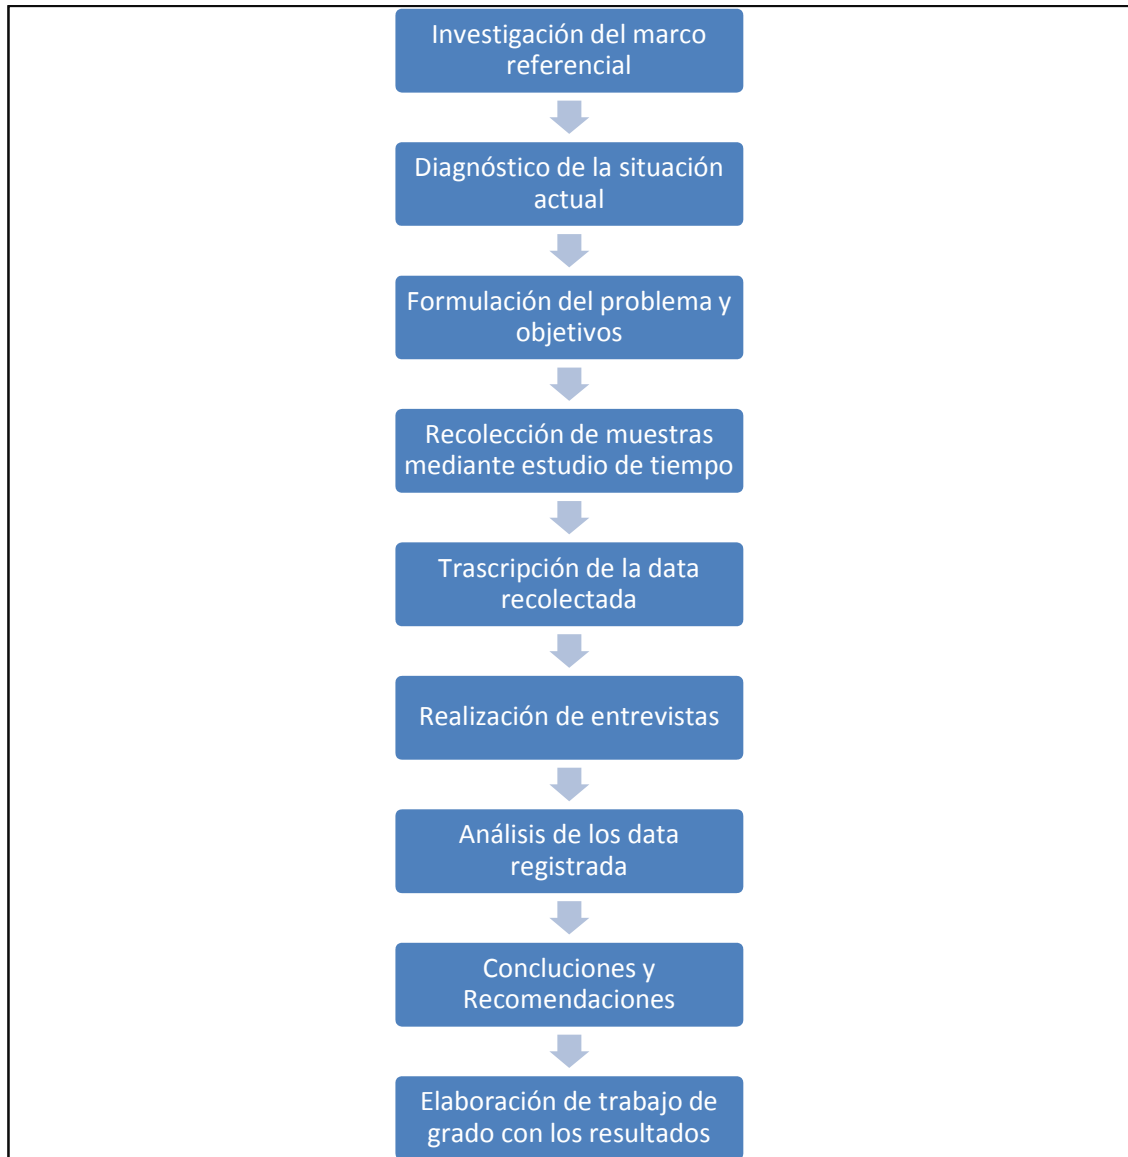 Investigación del marco
referencial
Diagnóstico de la situación
actual
Formulación del problema y
objetivos
Recolección de muestras
mediante estudio de tiempo
Trascripción de la data
recolectada
Realización de entrevistas
Análisis de los data
registrada
Concluciones y
Recomendaciones
Elaboración de trabajo de
grado con los resultados